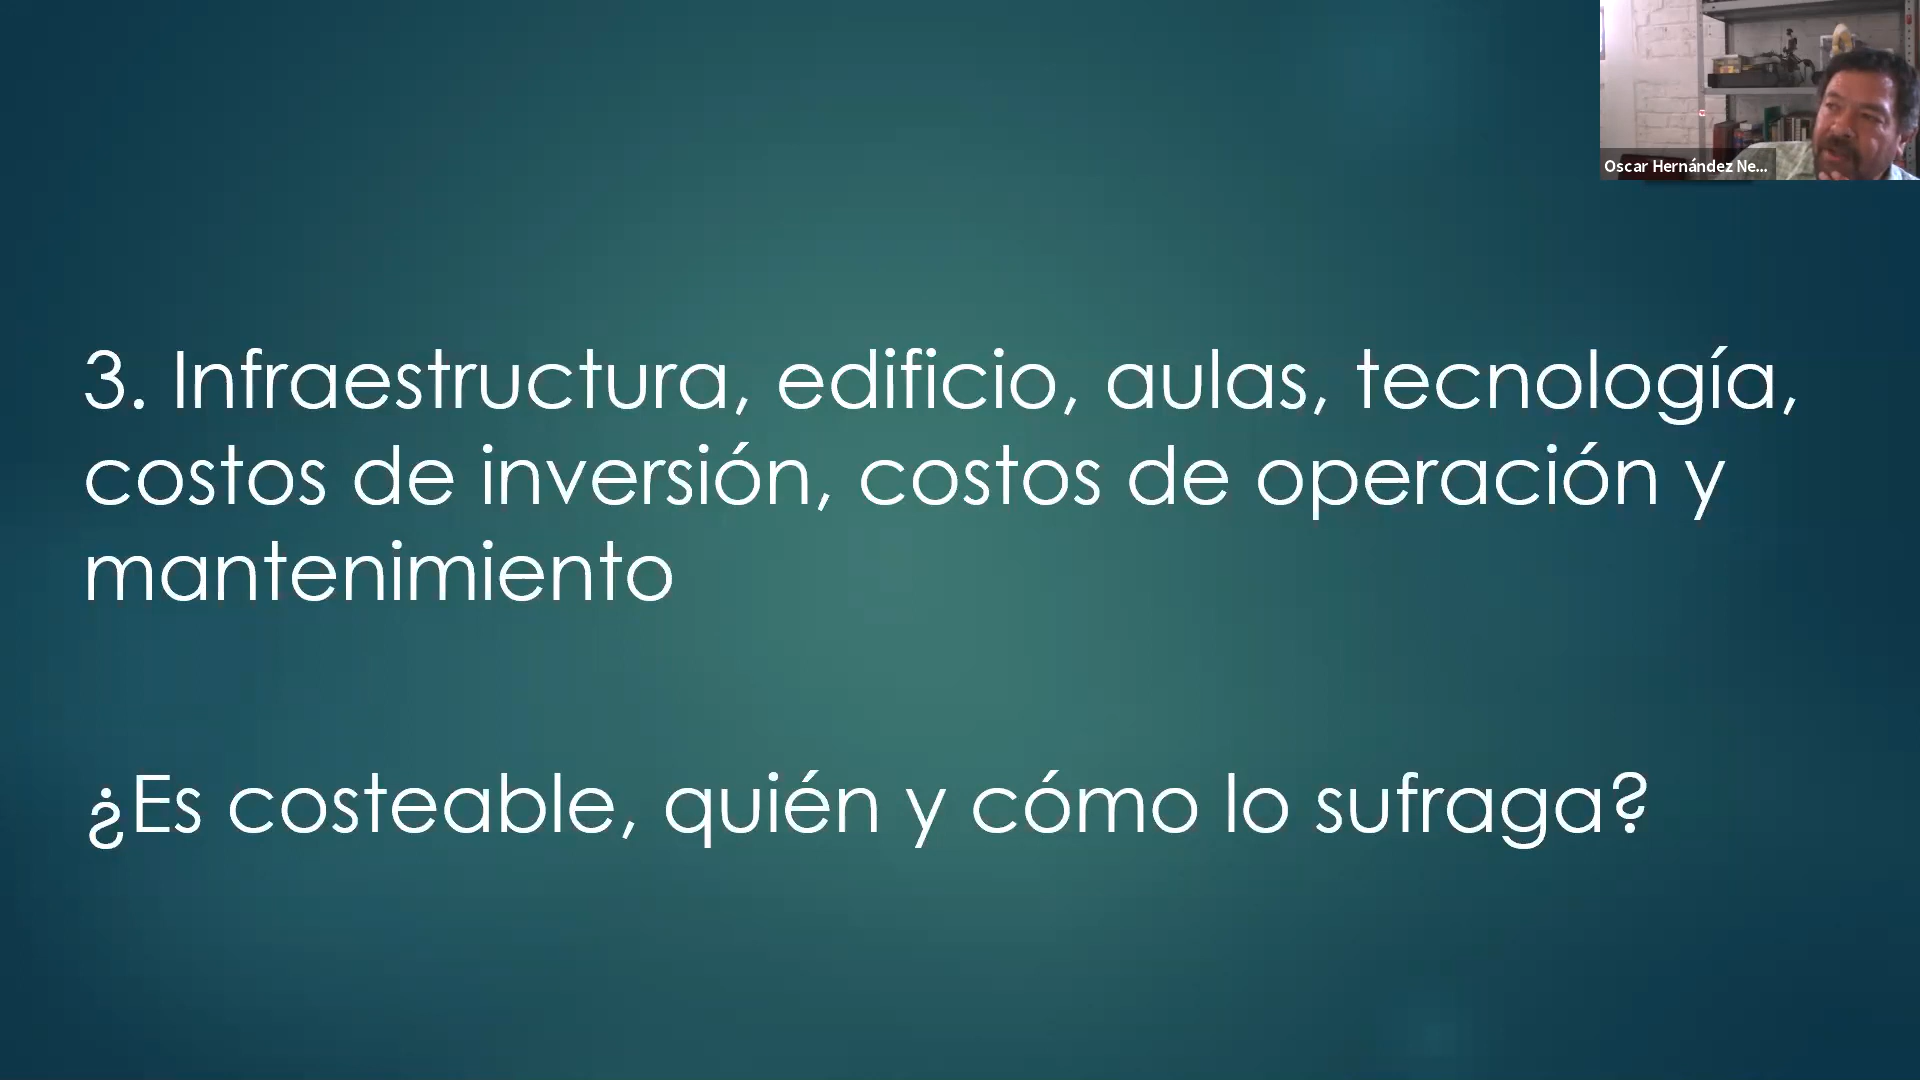 Oscar Hernández Ne...
3. Infraestructura, edificio, aulas, tecnología,
costos de inversión, costos de operación y
mantenimiento
¿Es costeable, quién y cómo lo sufraga?